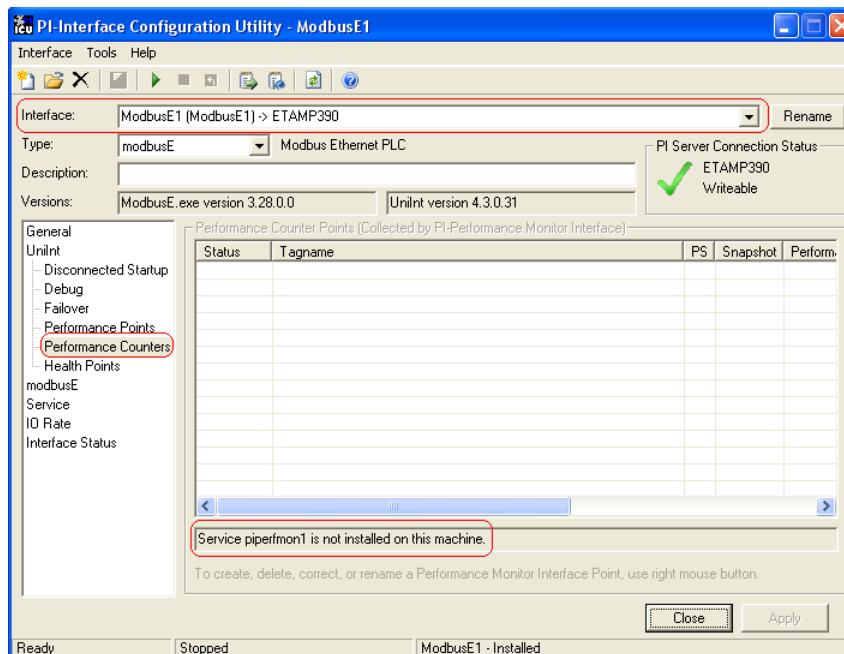 PI-Interface Configuration Utility - ModbusE1
Interface Tools Help
Interface: ModbusE1 (ModbusE1) -> ETAMP390 Rename
Type: modbusE Modbus Ethernet PLC PI Server Connection Status
Description: ETAMP390
Writeable
Versions: ModbusE.exe version 3.28.0.0 UniInt version 4.3.0.31
General Performance Counter Points (Collected by PI-Performance Monitor Interface)
UniInt Status Tagname PS Snapshot Perform
Disconnected Startup
Debug
Failover
Performance Points
Performance Counters
Health Points
modbusE
Service
IO Rate
Interface Status
Service piperfmon1 is not installed on this machine.
To create, delete, correct, or rename a Performance Monitor Interface Point, use right mouse button.
Close Apply
Ready Stopped ModbusE1 - Installed